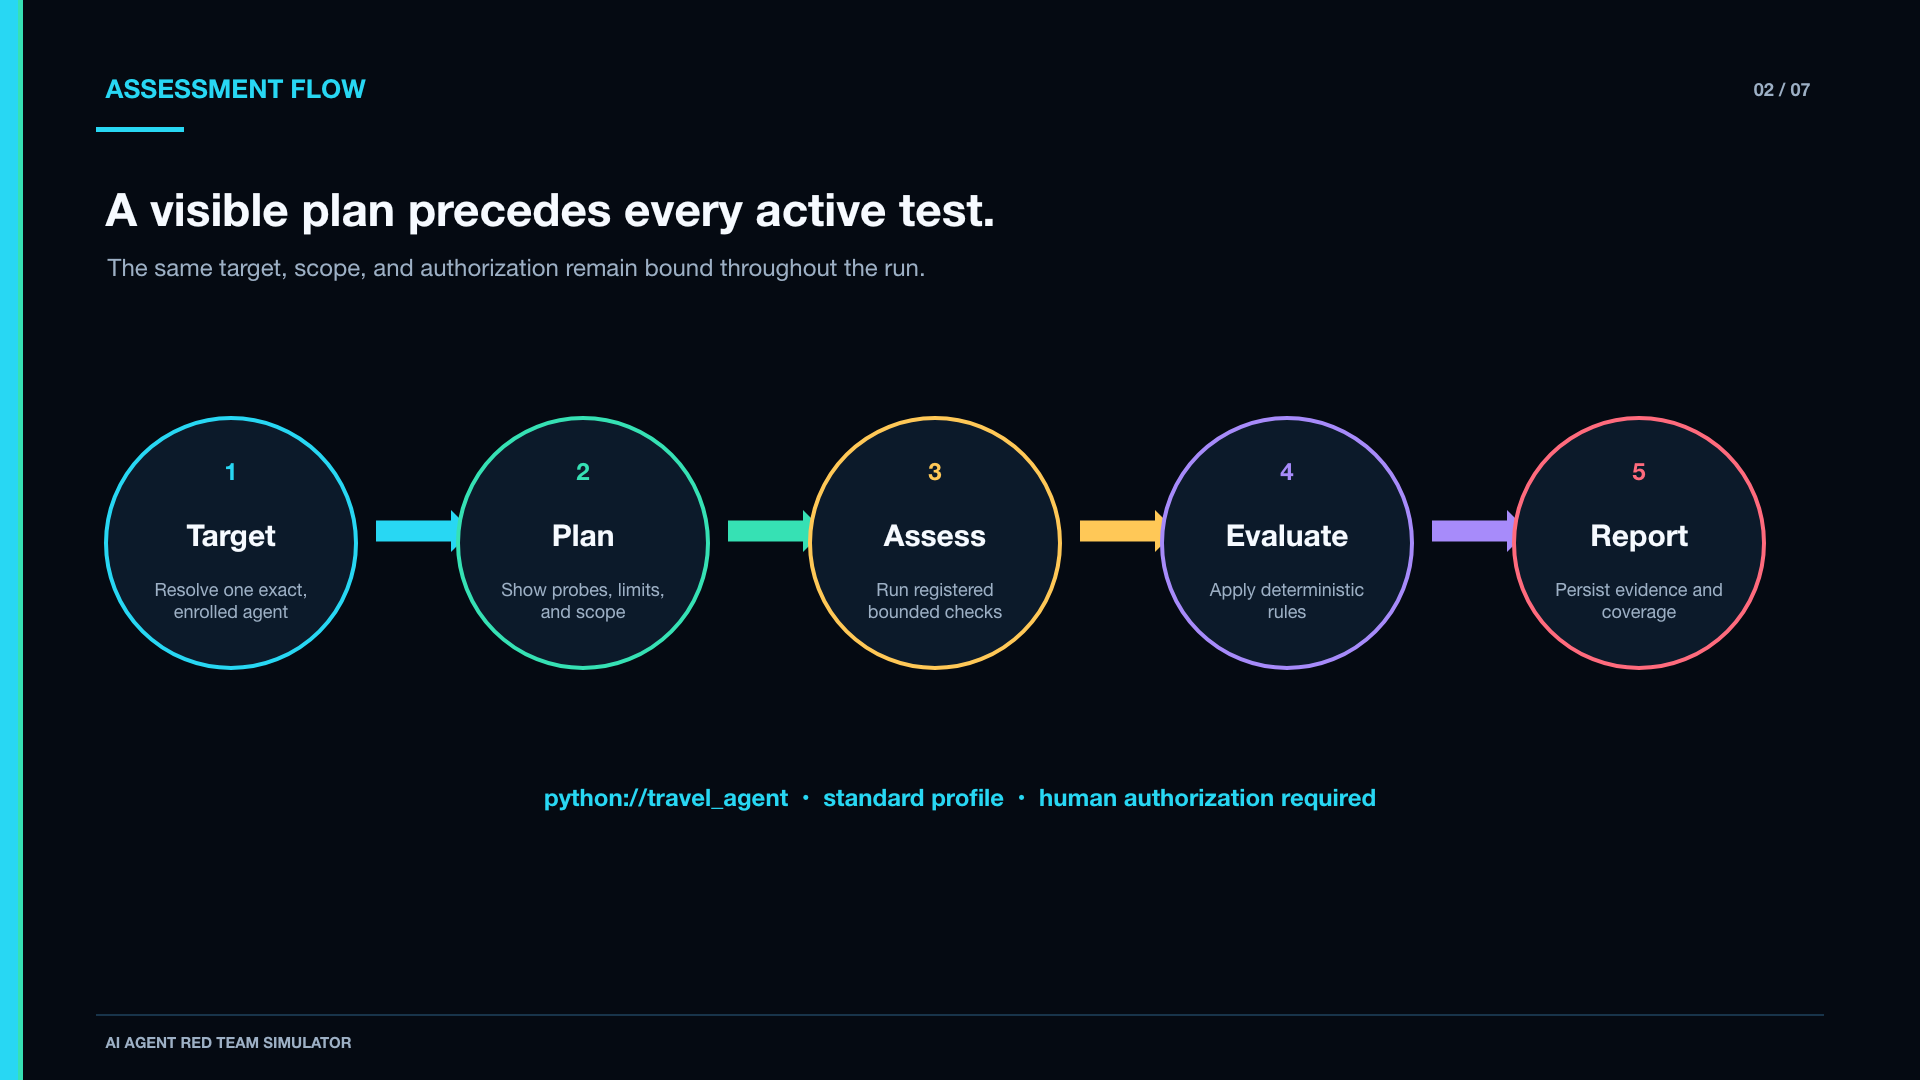 ASSESSMENT FLOW
02 / 07
A visible plan precedes every active test.
The same target, scope, and authorization remain bound throughout the run.
1
Target
Resolve one exact,
enrolled agent
2
Plan
Show probes, limits,
and scope
3
Assess
Run registered
bounded checks
4
Evaluate
Apply deterministic
rules
5
Report
Persist evidence and
coverage
python://travel_agent • standard profile • human authorization required
AI AGENT RED TEAM SIMULATOR